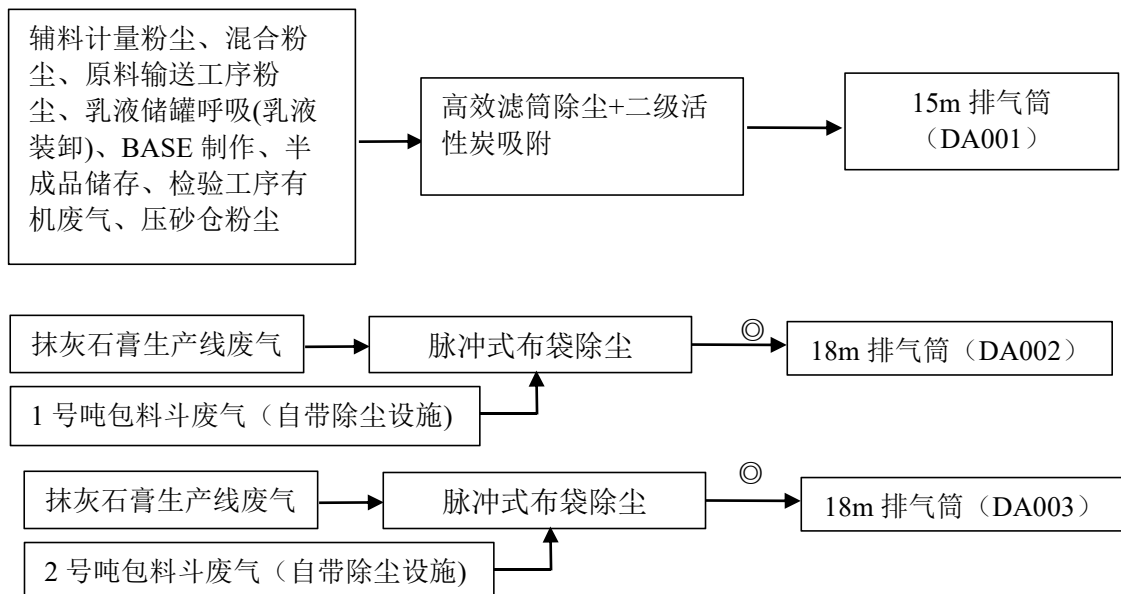 辅料计量粉尘、混合粉
尘、原料输送工序粉
尘、乳液储罐呼吸(乳液
装卸)、BASE 制作、半
成品储存、检验工序有
机废气、压砂仓粉尘
高效滤筒除尘+二级活
性炭吸附
15m 排气筒
（DA001）
抹灰石膏生产线废气
脉冲式布袋除尘
◎
18m 排气筒（DA002）
1 号吨包料斗废气（自带除尘设施)
抹灰石膏生产线废气
脉冲式布袋除尘
◎
18m 排气筒（DA003）
2 号吨包料斗废气（自带除尘设施)